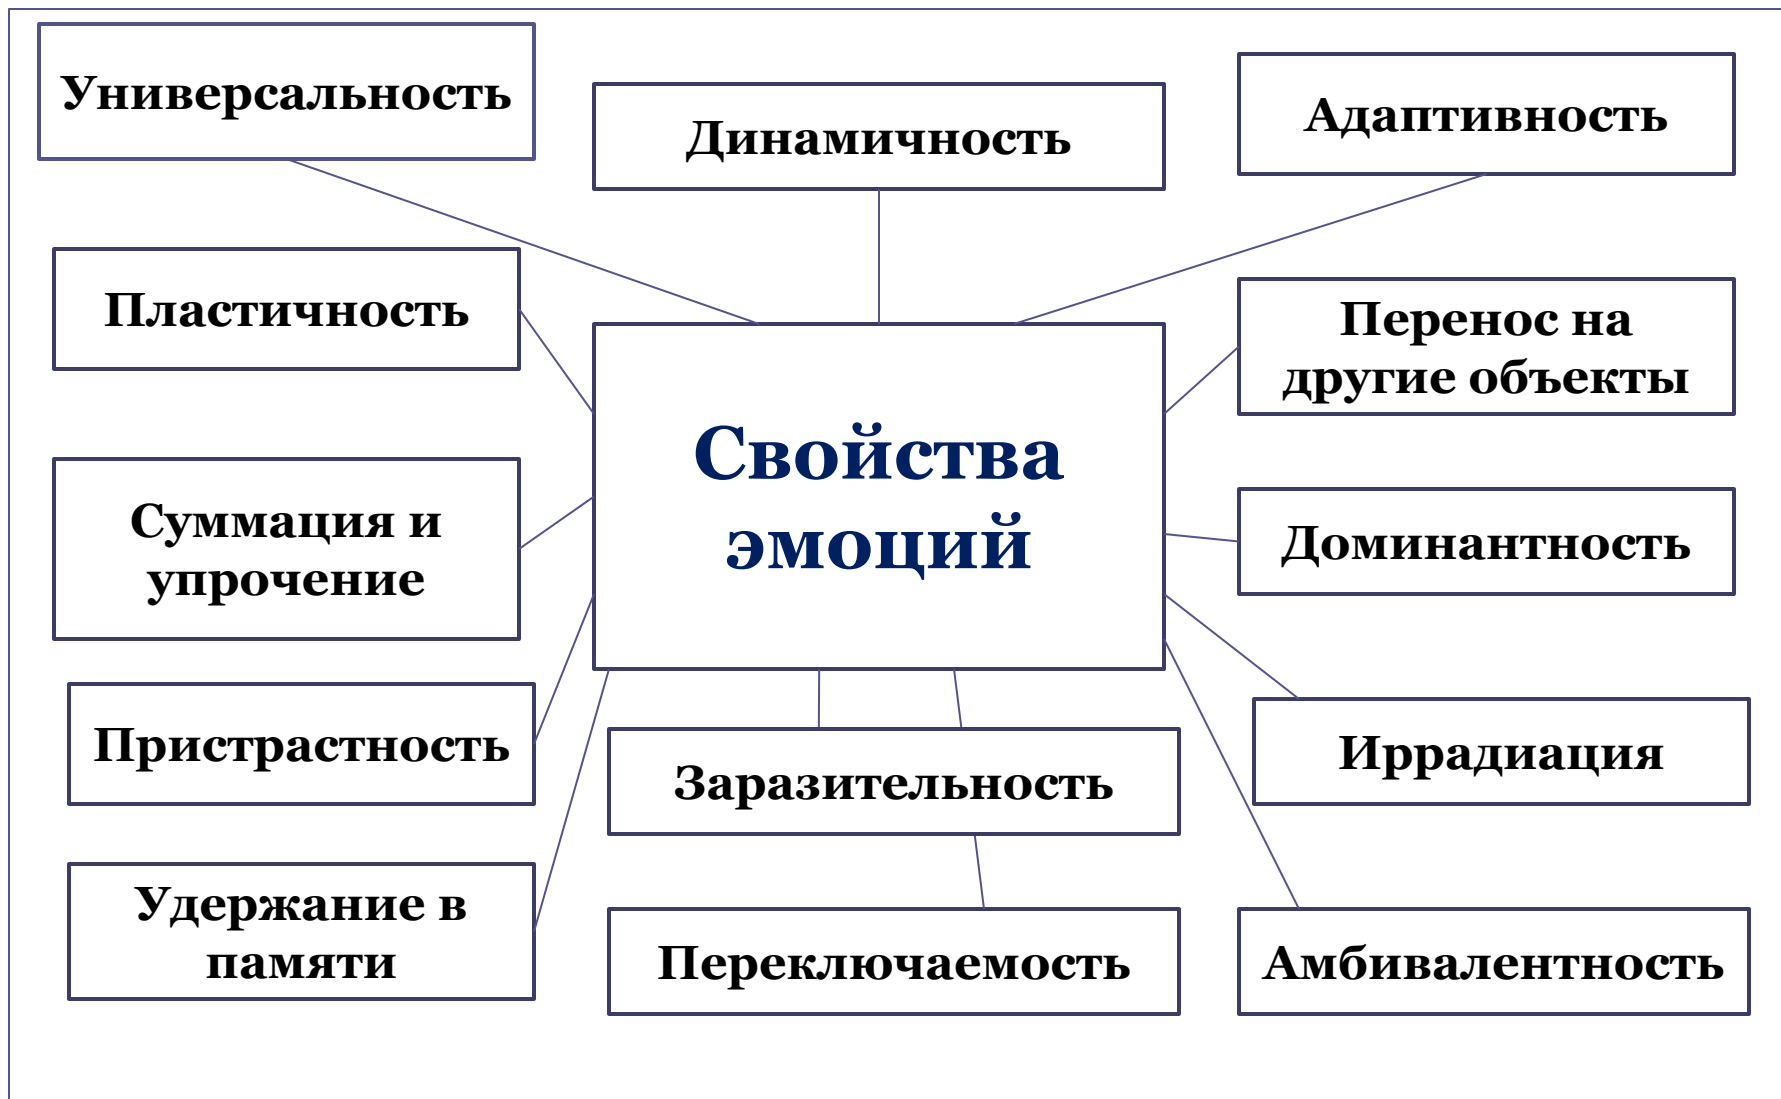 Универсальность
Динамичность
Адаптивность
Пластичность
Перенос на
другие объекты
Свойства
эмоций
Суммация и
упрочение
Доминантность
Пристрастность
Заразительность
Иррадиация
Удержание в
памяти
Переключаемость
Амбивалентность